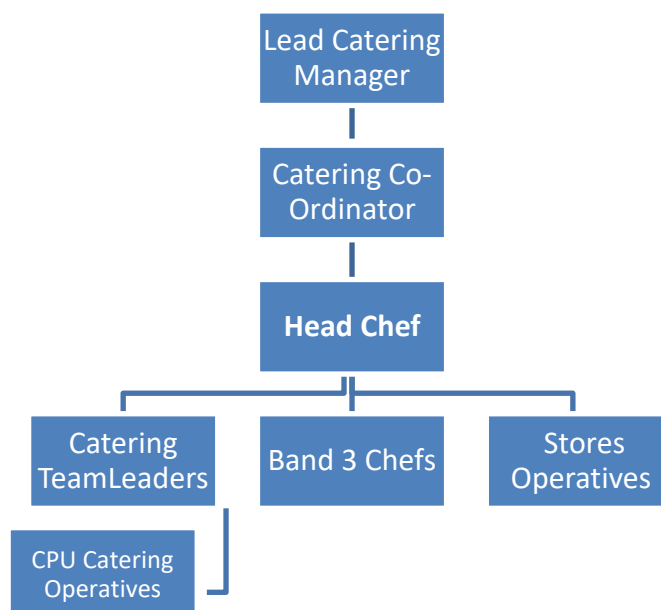 Lead Catering
Manager
Catering Co-
Ordinator
Head Chef
Catering
TeamLeaders
Band 3 Chefs
Stores
Operatives
CPU Catering
Operatives